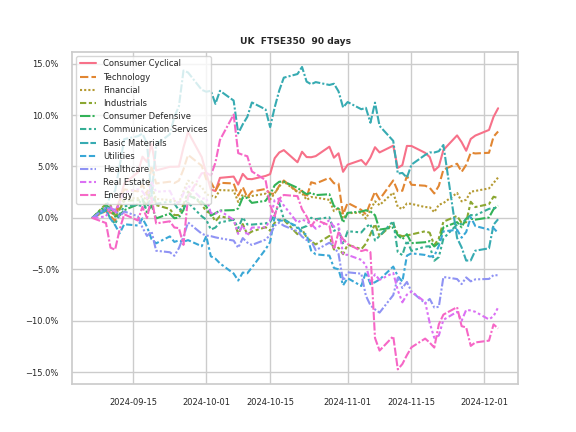 UK  FTSE350  90 days
15.0%
10.0%
5.0%
0.0%
−5.0%
−10.0%
−15.0%
Consumer Cyclical
Technology
Financial
Industrials
Consumer Defensive
Communication Services
Basic Materials
Utilities
Healthcare
Real Estate
Energy
2024-09-15
2024-10-01
2024-10-15
2024-11-01
2024-11-15
2024-12-01